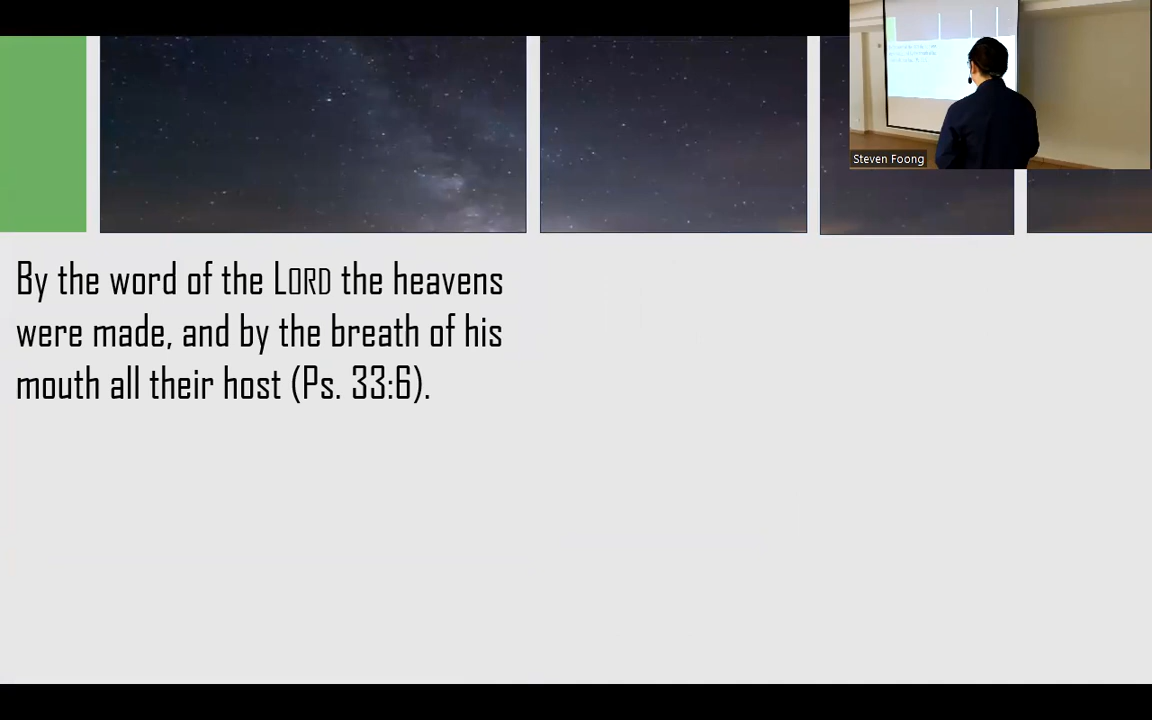 Steven Foong
By the word of the LORD the heavens
were made, and by the breath of his
mouth all their host (Ps. 33:6).